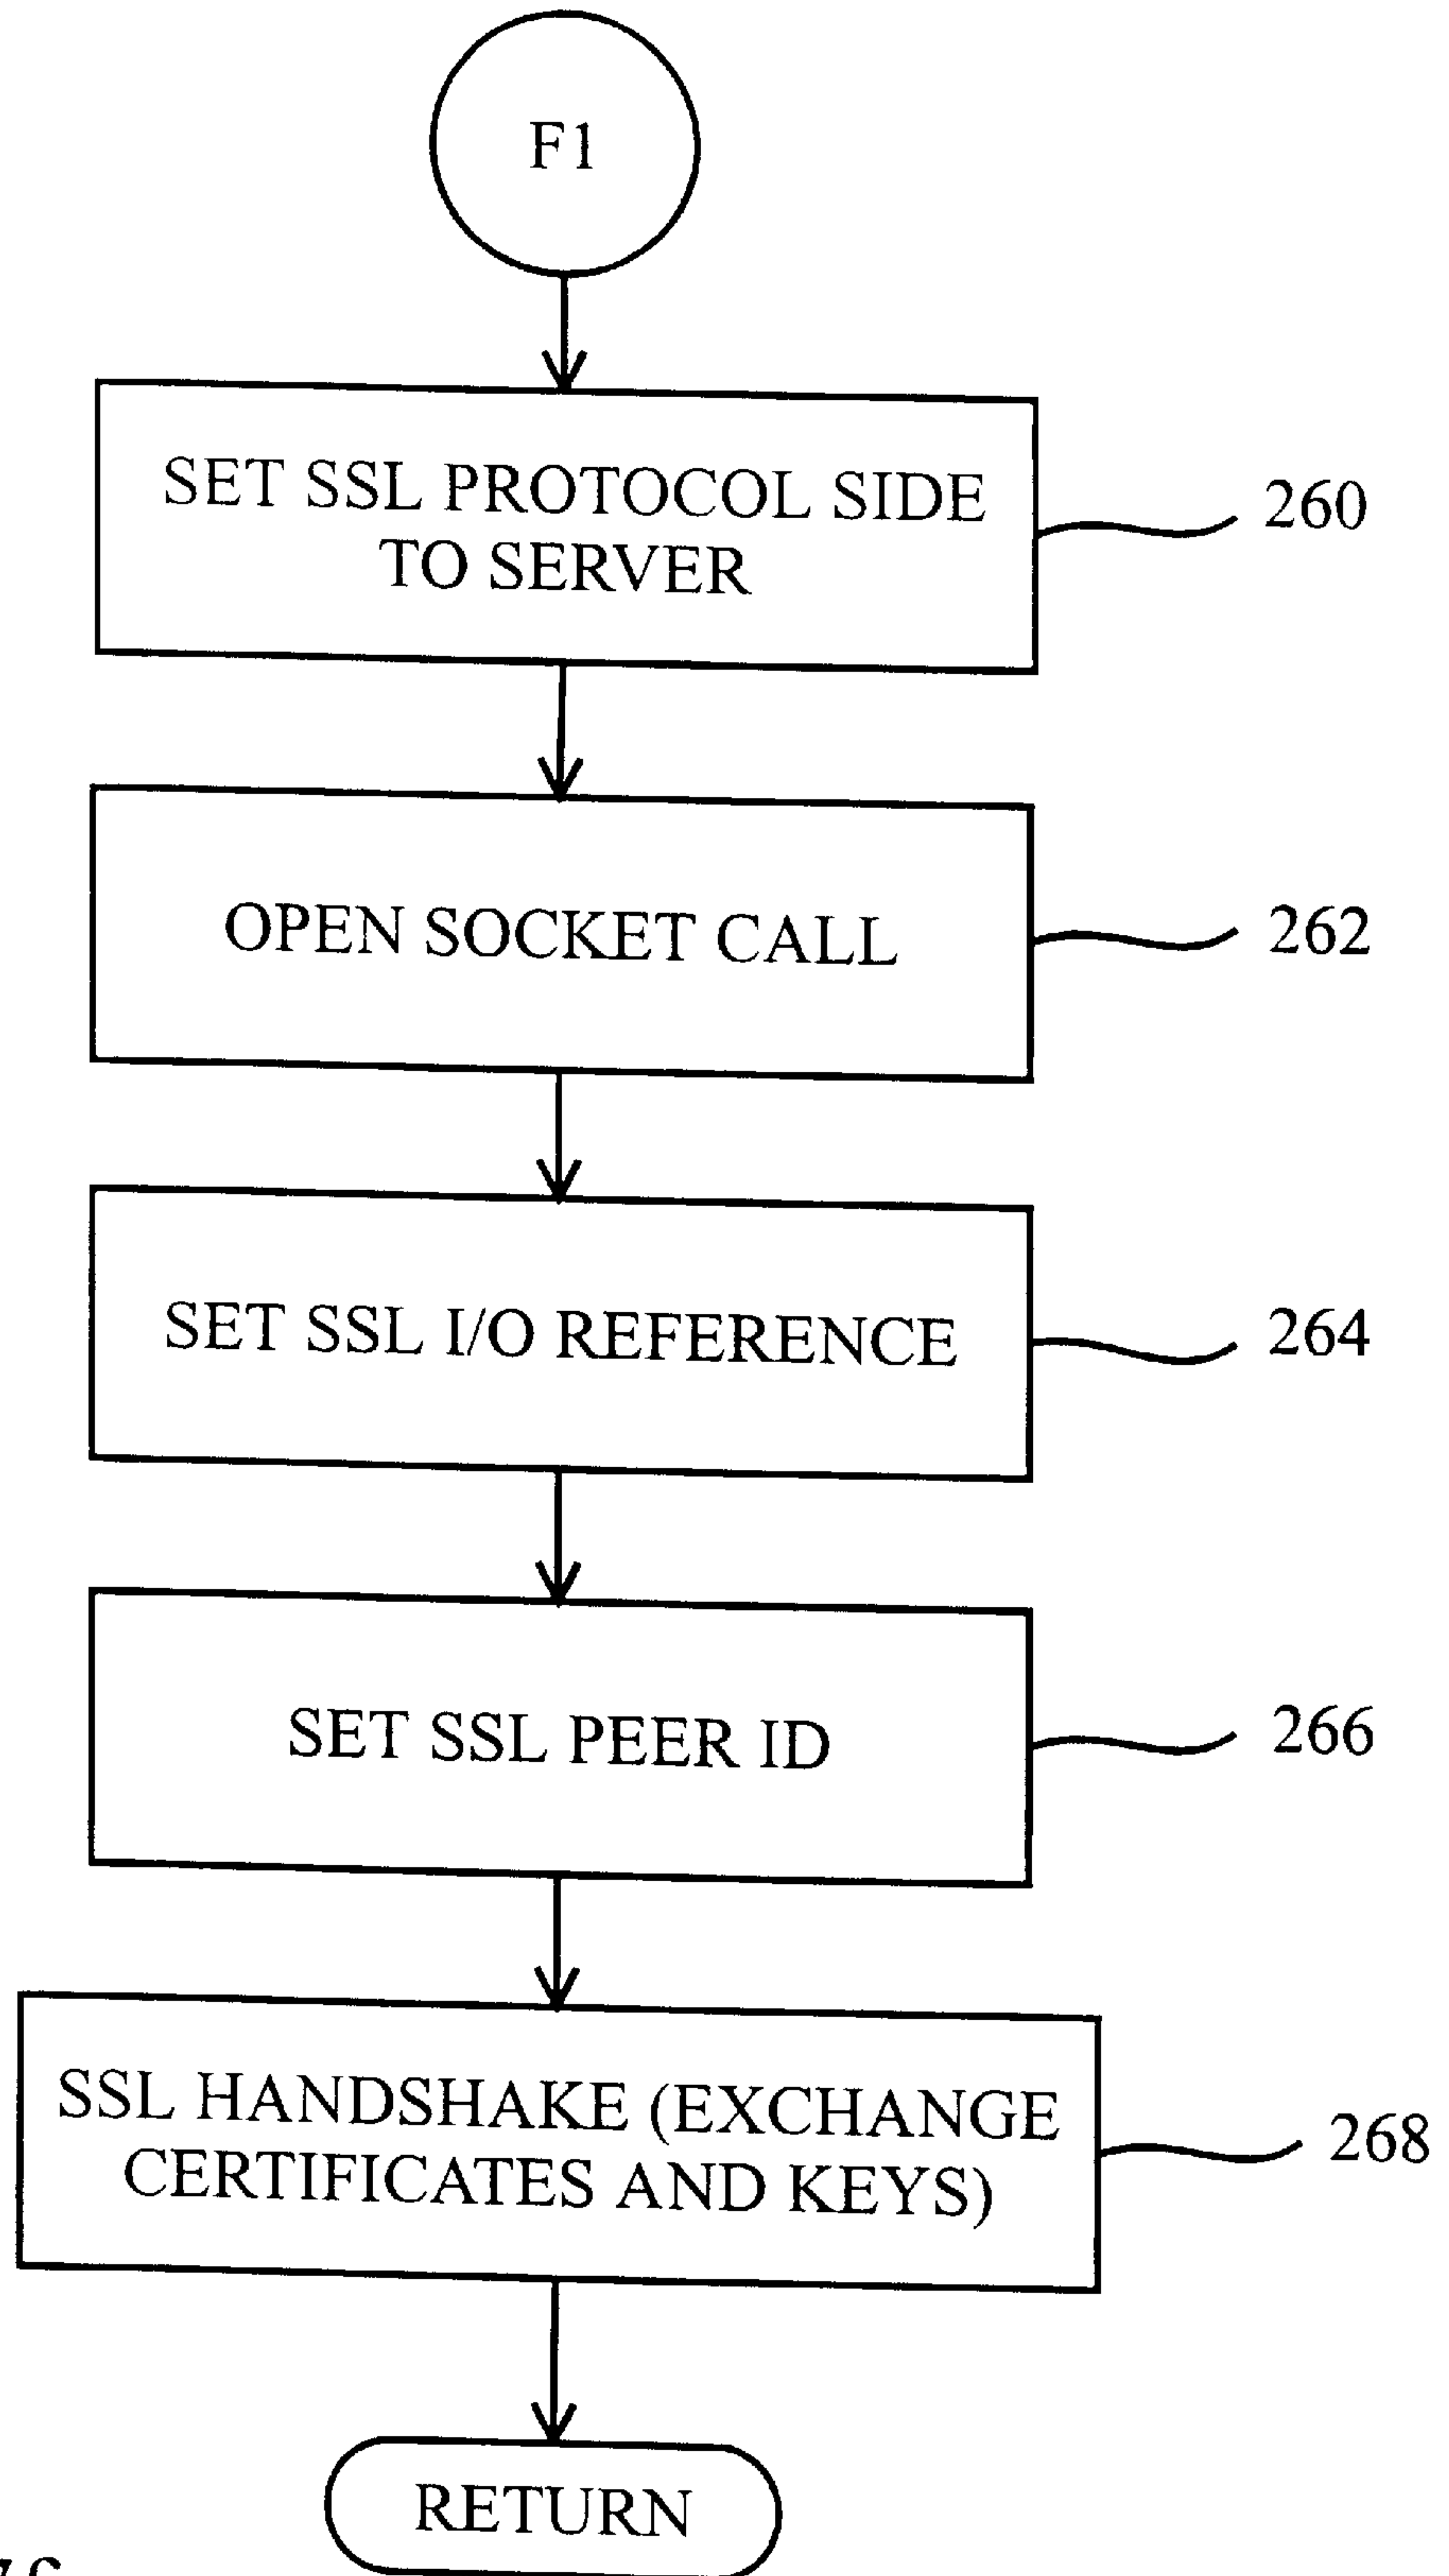 F1
SET SSL PROTOCOL SIDE
TO SERVER
260
OPEN SOCKET CALL
262
SET SSL I/O REFERENCE
264
SET SSL PEER ID
266
SSL HANDSHAKE (EXCHANGE
CERTIFICATES AND KEYS)
268
RETURN